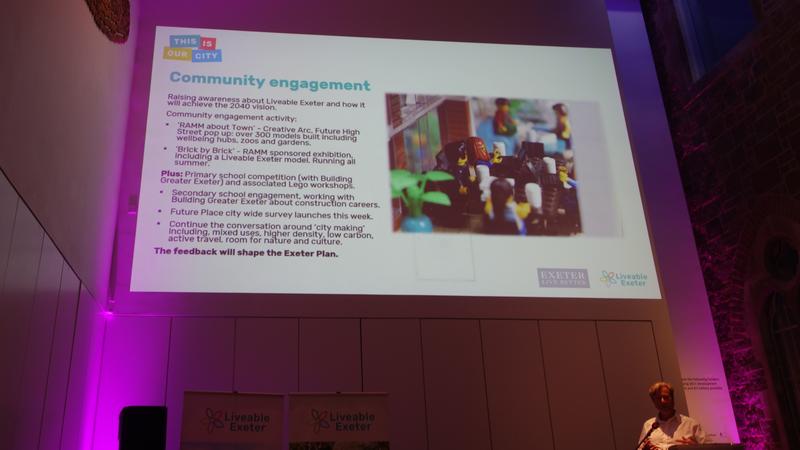 THIS IS
OUR CITY
Community engagement
Raising awareness about Liveable Exeter and how it
will achieve the 2040 vision.
Community engagement activity:
• 'RAMM about Town' - Creative Arc, Future High
Street pop up: over 300 models built including
wellbeing hubs, zoos and gardens.
• 'Brick by Brick' - RAMM sponsored exhibition,
including a Liveable Exeter model. Running all
summer.
Plus: Primary school competition (with Building
Greater Exeter) and associated Lego workshops.
• Secondary school engagement, working with
Building Greater Exeter about construction careers.
• Future Place city wide survey launches this week.
• Continue the conversation around 'city making'
including, mixed uses, higher density, low carbon,
active travel, room for nature and culture.
The feedback will shape the Exeter Plan.
EXETER
LIVE BETTER
Liveable
Exeter
Liveable
Exeter
Liveable
Exeter